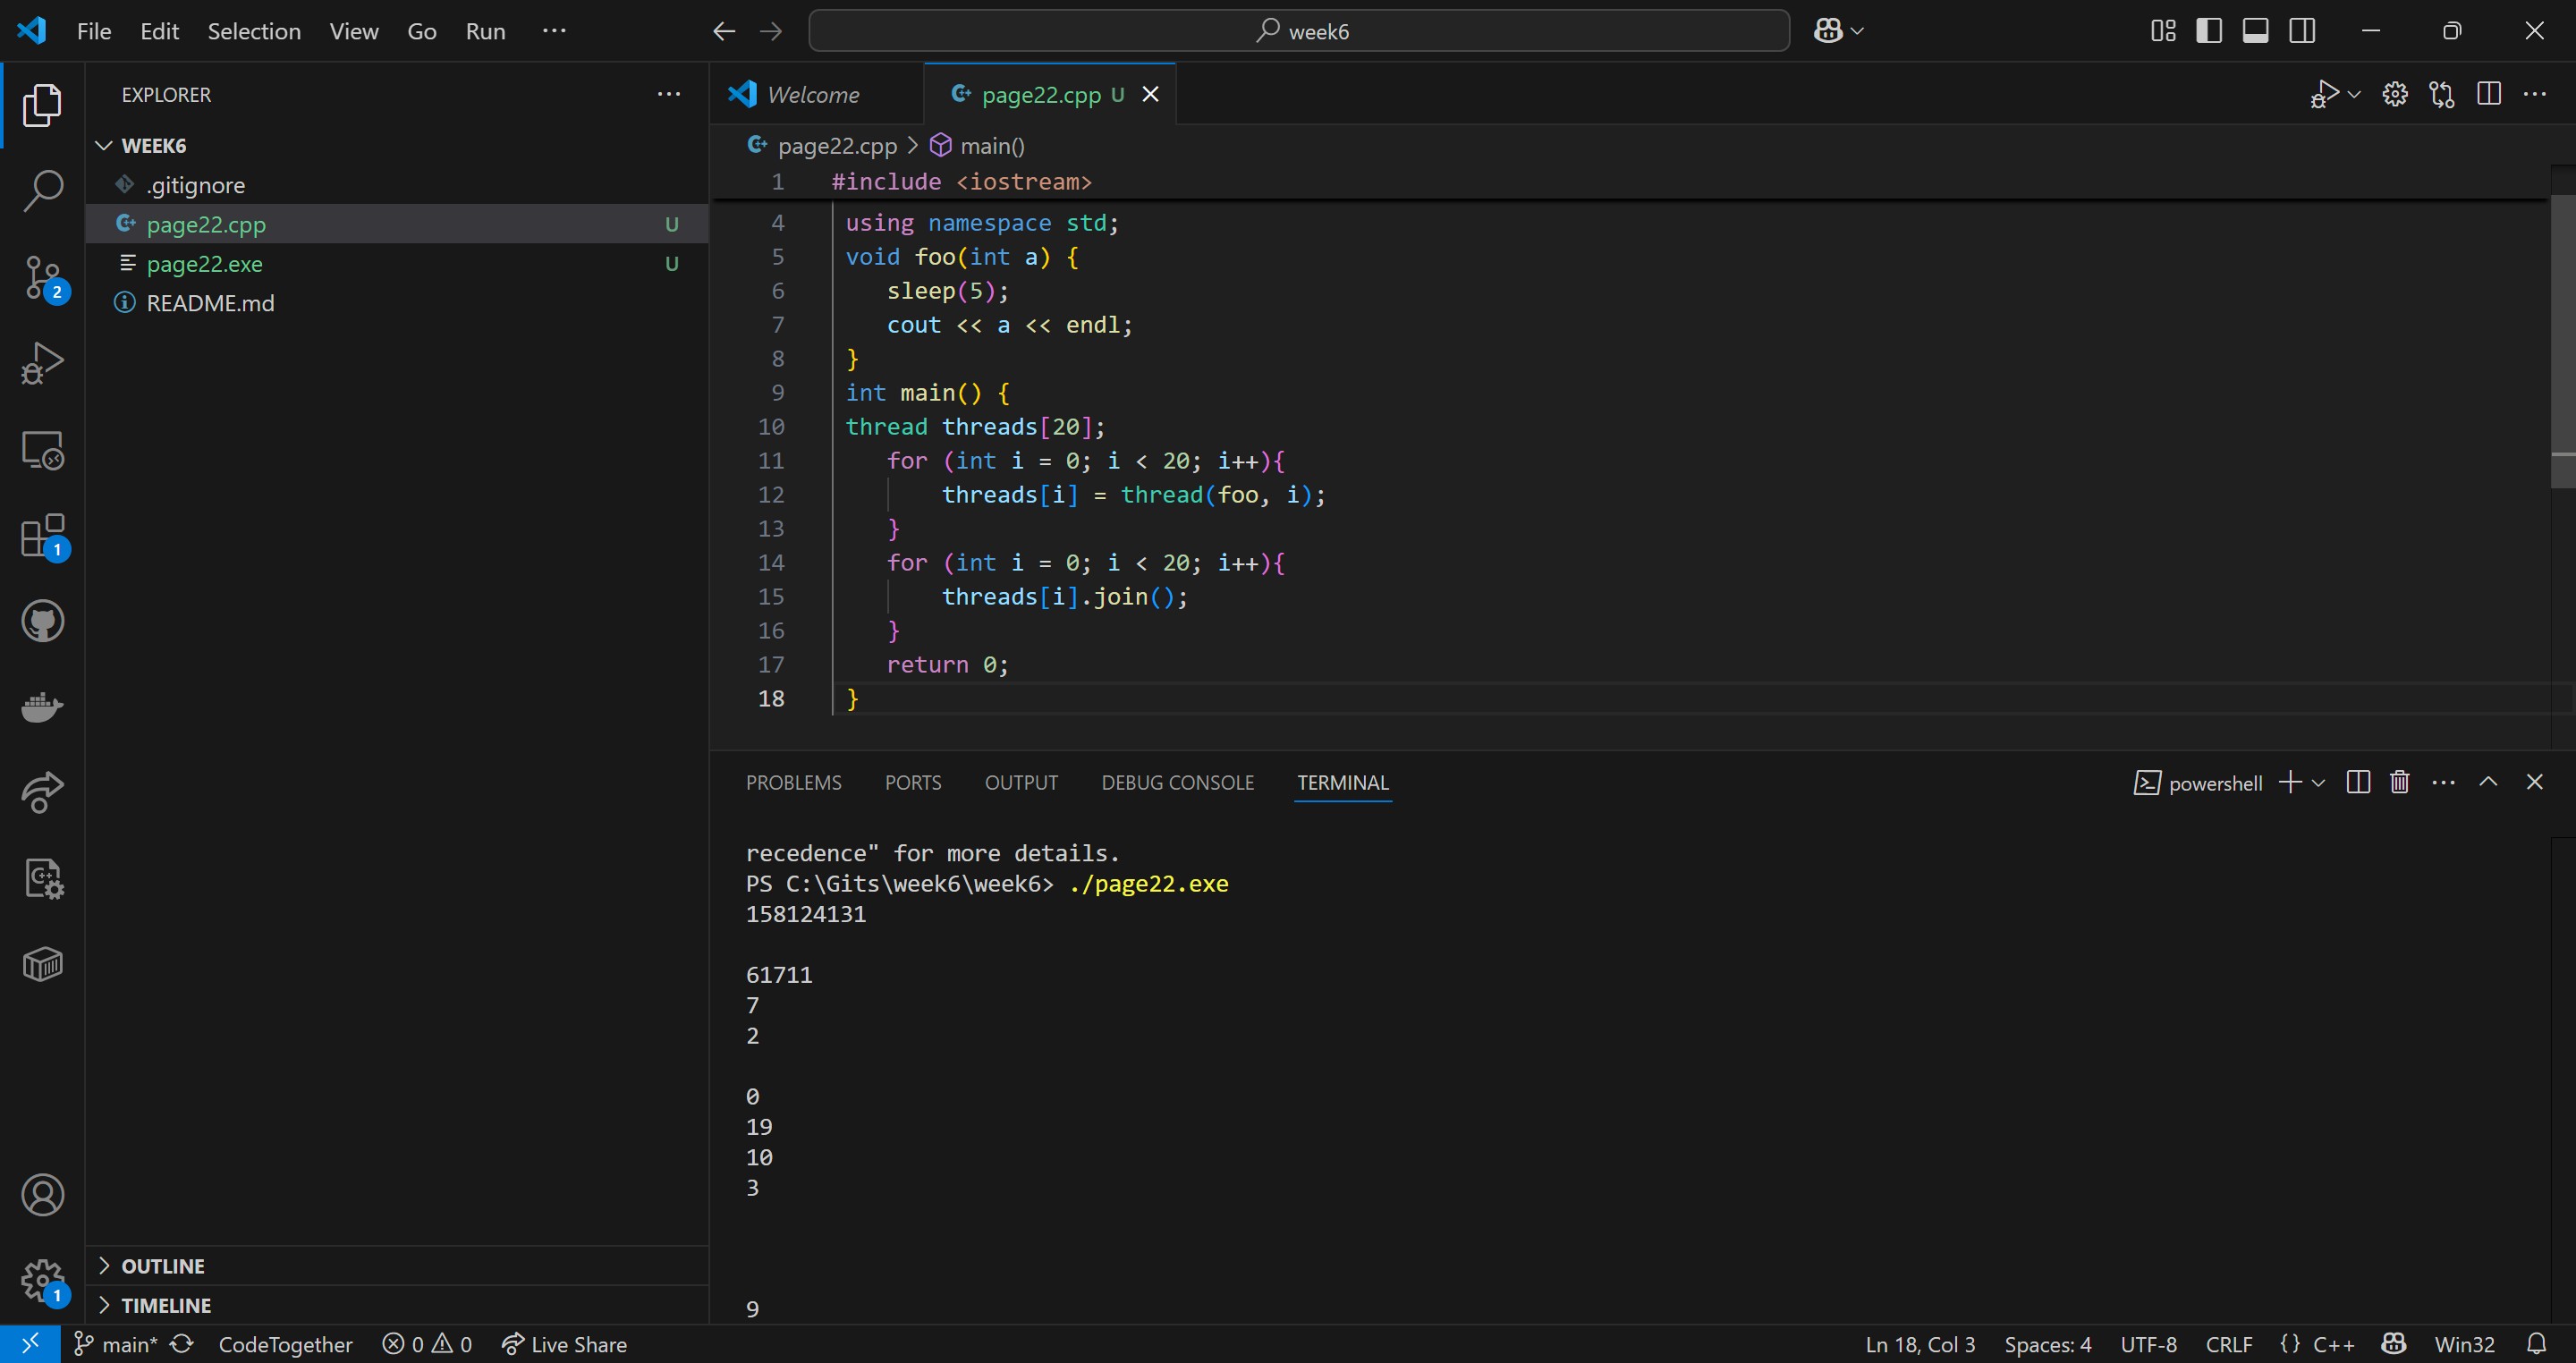 File Edit Selection View Go Run ··· week6
EXPLORER ···
WEEK6
.gitignore
page22.cpp U
page22.exe U
README.md
2
1
1
OUTLINE
TIMELINE
Welcome page22.cpp U
page22.cpp > main()
1 #include <iostream>
4 using namespace std;
5 void foo(int a) {
6 sleep(5);
7 cout << a << endl;
8 }
9 int main() {
10 thread threads[20];
11 for (int i = 0; i < 20; i++){
12 threads[i] = thread(foo, i);
13 }
14 for (int i = 0; i < 20; i++){
15 threads[i].join();
16 }
17 return 0;
18 }
PROBLEMS PORTS OUTPUT DEBUG CONSOLE TERMINAL powershell
recedence" for more details.
PS C:\Gits\week6\week6> ./page22.exe
158124131
61711
7
2
0
19
10
3
9
main* CodeTogether 0 0 Live Share Ln 18, Col 3 Spaces: 4 UTF-8 CRLF {} C++ Win32